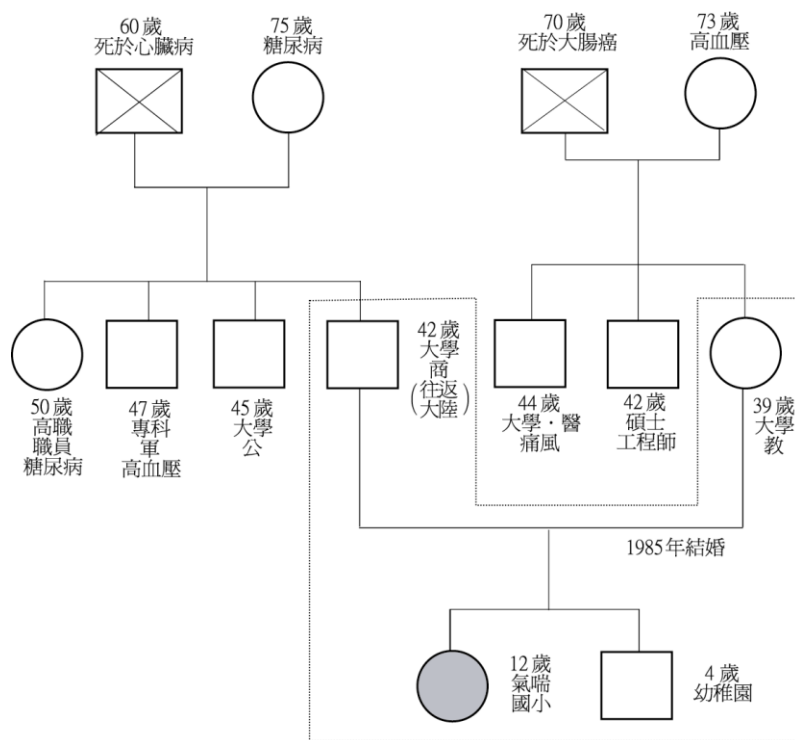 60歲
死於心臟病
75歲
糖尿病
70歲
死於大腸癌
73歲
高血壓
50歲
高職
職員
糖尿病
47歲
專科
軍
高血壓
45歲
大學
公
42歲
大學
商
(往返
大陸)
44歲
大學・醫
痛風
42歲
碩士
工程師
39歲
大學
教
1985年結婚
12歲
氣喘
國小
4歲
幼稚園